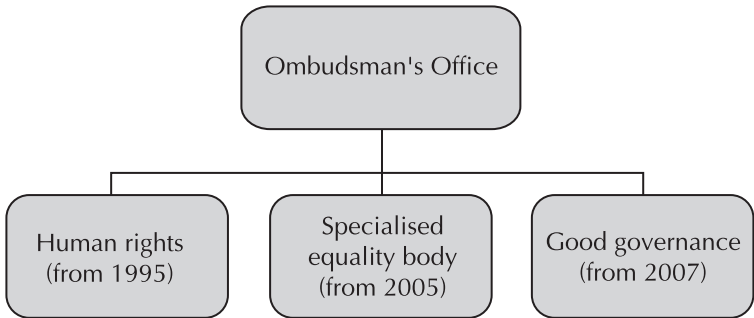 Ombudsman's Office
Human rights
(from 1995)
Specialised
equality body
(from 2005)
Good governance
(from 2007)